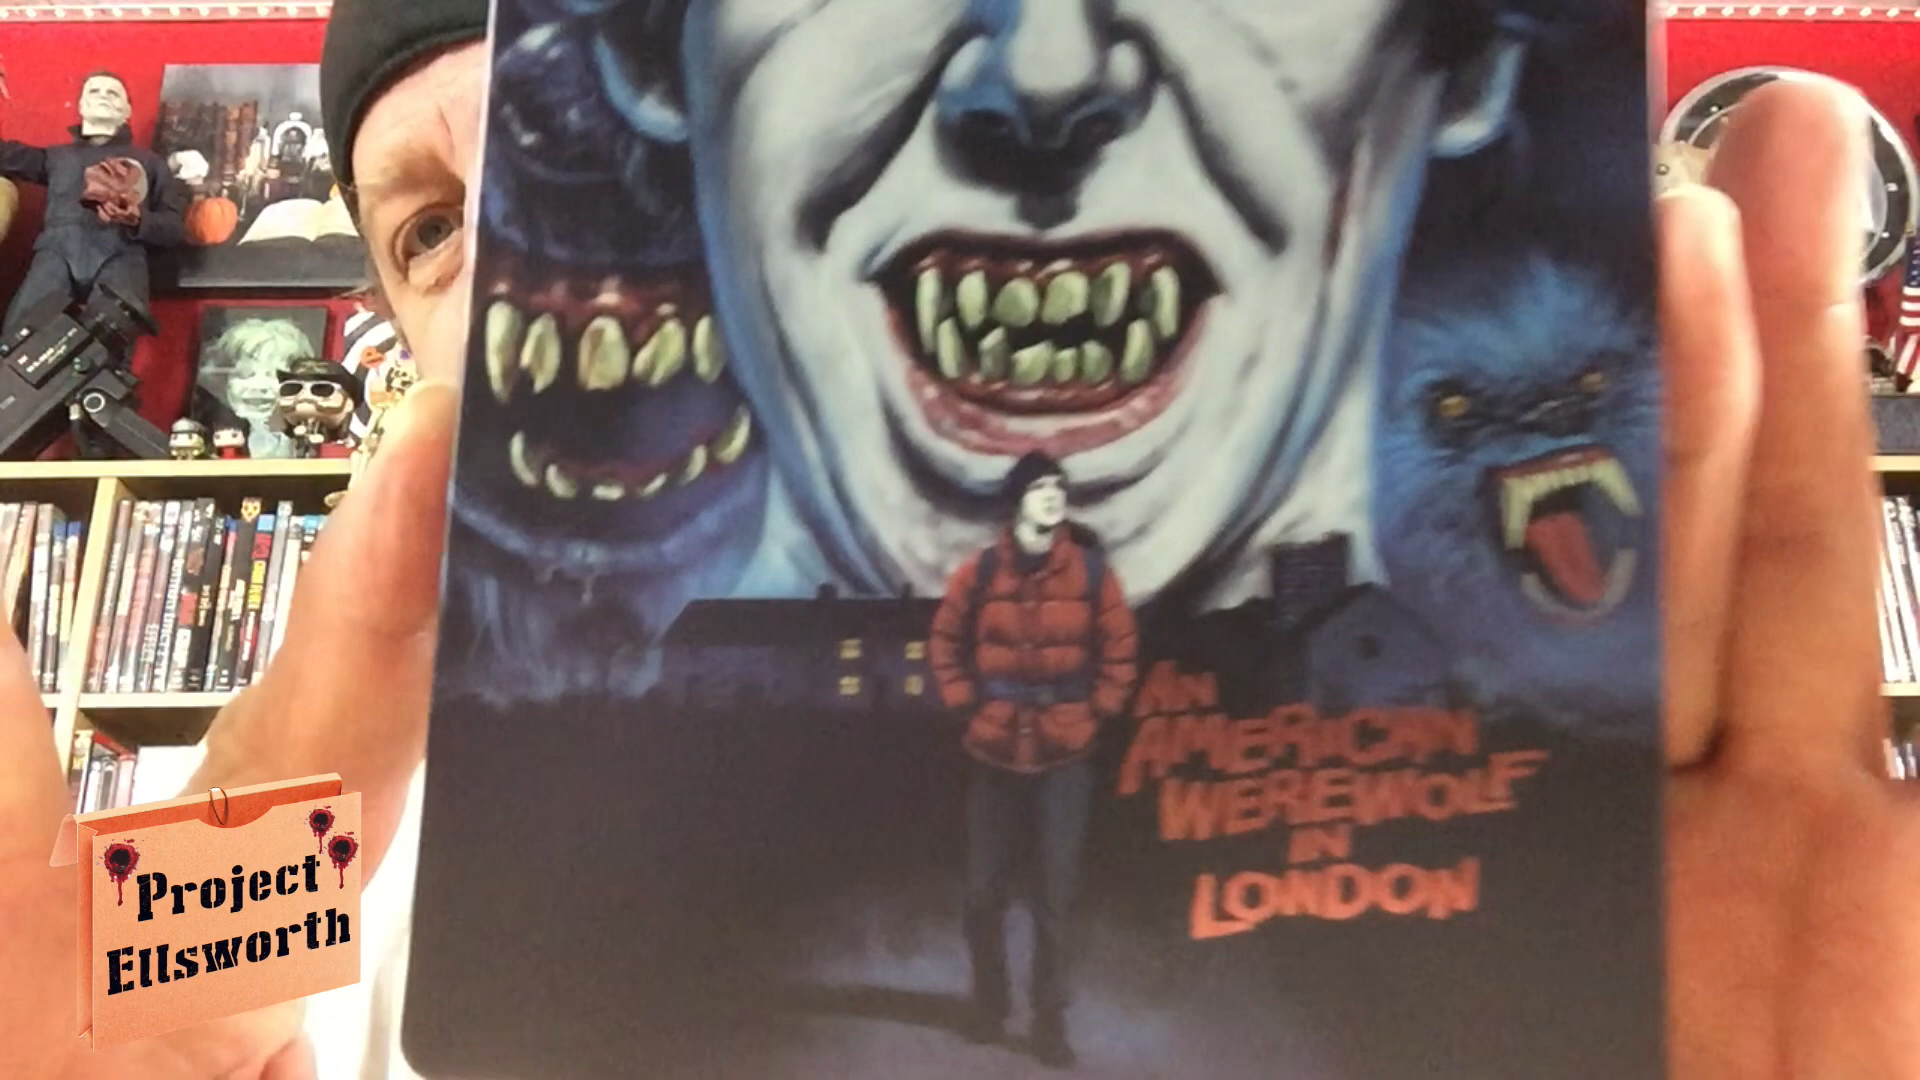 AN
AMERICAN
WEREWOLF
IN
LONDON
Project
Ellsworth